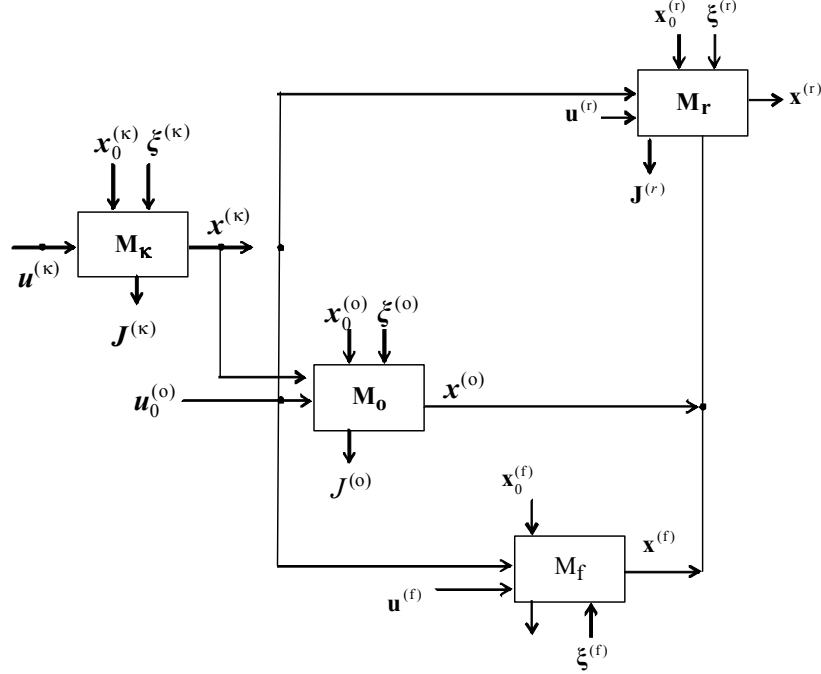 x₀⁽ʳ⁾ ξ⁽ʳ⁾
M_r
x⁽ʳ⁾
u⁽ʳ⁾
J⁽ʳ⁾
x₀⁽ᴷ⁾ ξ⁽ᴷ⁾
M_κ
x⁽ᴷ⁾
u⁽ᴷ⁾
J⁽ᴷ⁾
x₀⁽ᵒ⁾ ξ⁽ᵒ⁾
M_o
x⁽ᵒ⁾
u₀⁽ᵒ⁾
J⁽ᵒ⁾
x₀⁽ᶠ⁾
M_f
x⁽ᶠ⁾
u⁽ᶠ⁾
ξ⁽ᶠ⁾